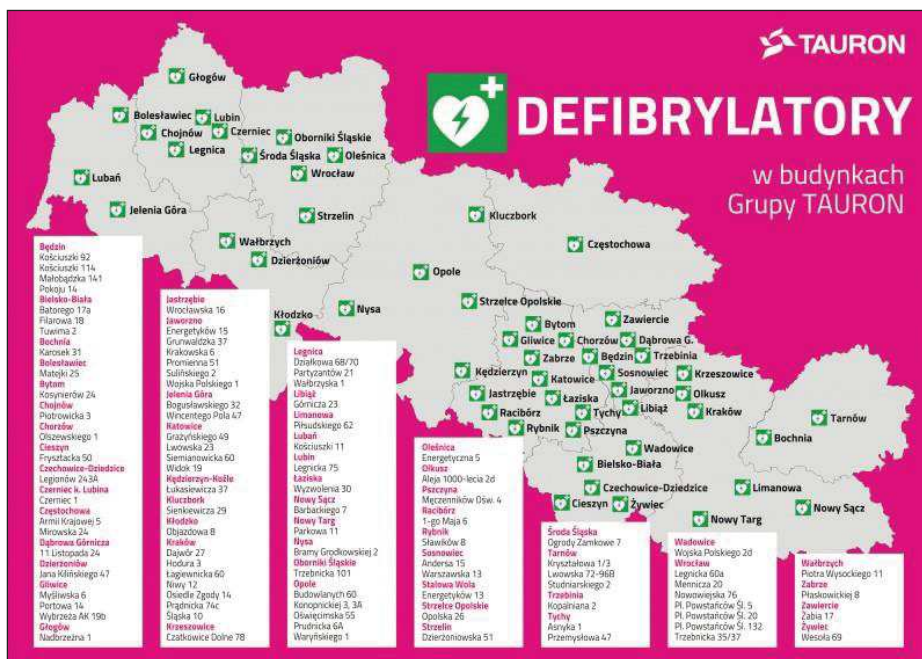 TAURON
DEFIBRYLATORY
w budynkach
Grupy TAURON
Głogów
Bolesławiec
Lubin
Chojnów
Czerniec
Legnica
Oborniki Śląskie
Środa Śląska
Oleśnica
Wrocław
Lubań
Jelenia Góra
Strzelin
Wałbrzych
Dzierżoniów
Kluczbork
Częstochowa
Opole
Kłodzko
Nysa
Strzelce Opolskie
Bytom
Zawiercie
Gliwice
Chorzów
Dąbrowa G.
Zabrze
Będzin
Trzebinia
Kędzierzyn
Katowice
Sosnowiec
Krzeszowice
Jastrzębie
Łaziska
Jaworzno
Olkusz
Racibórz
Tychy
Libiąż
Kraków
Rybnik
Pszczyna
Tarnów
Bochnia
Wadowice
Bielsko-Biała
Czechowice-Dziedzice
Limanowa
Cieszyn
Żywiec
Nowy Targ
Nowy Sącz
Będzin
Kościuszki 92
Kościuszki 114
Małobądzka 141
Pokoju 14
Bielsko-Biała
Batorego 17a
Filarowa 18
Tuwima 2
Bochnia
Karosek 31
Bolesławec
Matejki 25
Bytom
Kosynierów 24
Chojnów
Piotrowicka 3
Chorzów
Olszewskiego 1
Cieszyn
Frysztacka 50
Czechowice-Dziedzice
Legionów 243A
Czerniec k. Lubina
Czerniec 1
Częstochowa
Armii Krajowej 5
Mirowska 24
Dąbrowa Górnicza
11 Listopada 24
Dzierżoniów
Jana Kilińskiego 47
Gliwice
Myśliwska 6
Portowa 14
Wybrzeża AK 19b
Głogów
Nadbrzeżna 1
Jastrzębie
Wrocławska 16
Jaworzno
Energetyków 15
Grunwaldzka 37
Krakowska 6
Promienna 51
Sulińskiego 2
Wojska Polskiego 1
Jelenia Góra
Bogusławskiego 32
Wincentego Pola 47
Katowice
Grażyńskiego 49
Lwowska 23
Siemianowicka 60
Widok 19
Kędzierzyn-Koźle
Łukasiewicza 37
Kluczbork
Sienkiewicza 29
Kłodzko
Objazdowa 8
Kraków
Dajwór 27
Hodura 3
Łagiewnicka 60
Niwy 12
Osiedle Zgody 14
Prądnicka 74c
Śląska 10
Krzeszowice
Czatkowice Dolne 78
Legnica
Działkowa 68/70
Partyzantów 21
Wałbrzyska 1
Libiąż
Górnicza 23
Limanowa
Piłsudskiego 62
Lubań
Kościuszki 11
Lubin
Legnicka 75
Łaziska
Wyzwolenia 30
Nowy Sącz
Barbackiego 7
Nowy Targ
Parkowa 11
Nysa
Bramy Grodkowskiej 2
Oborniki Śląskie
Trzebnicka 101
Opole
Budowlanych 60
Konopnickiej 3, 3A
Oświęcimska 55
Prudnicka 6A
Waryńskiego 1
Oleśnica
Energetyczna 5
Olkusz
Aleja 1000-lecia 2d
Pszczyna
Męczenników Ośw. 4
Racibórz
1-go Maja 6
Rybnik
Sławików 8
Sosnowiec
Andersa 15
Warszawska 13
Stalowa Wola
Energetyków 13
Strzelce Opolskie
Opolska 26
Strzelin
Dzierżoniowska 51
Środa Śląska
Ogrody Zamkowe 7
Tarnów
Kryształowa 1/3
Lwowska 72-96B
Studniarskiego 2
Trzebinia
Kopalniana 2
Tychy
Asnyka 1
Przemysłowa 47
Wadowice
Wojska Polskiego 2d
Wrocław
Legnicka 60a
Mennicza 20
Nowowiejska 76
Pl. Powstańców Śl. 5
Pl. Powstańców Śl. 20
Pl. Powstańców Śl. 132
Trzebnicka 35/37
Wałbrzych
Piotra Wysockiego 11
Zabrze
Płaskowickiej 8
Zawiercie
Żabia 17
Żywiec
Wesoła 69